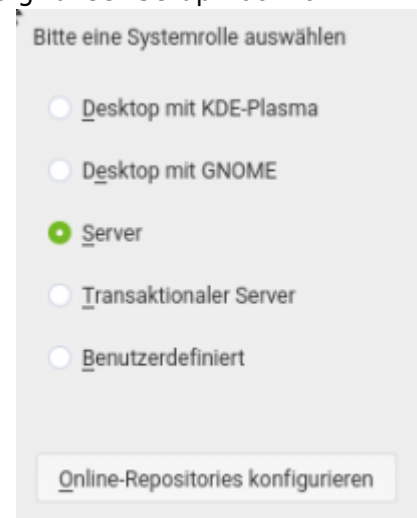 Bitte eine Systemrolle auswählen
Desktop mit KDE-Plasma
Desktop mit GNOME
Server
Transaktionaler Server
Benutzerdefiniert
Online-Repositories konfigurieren